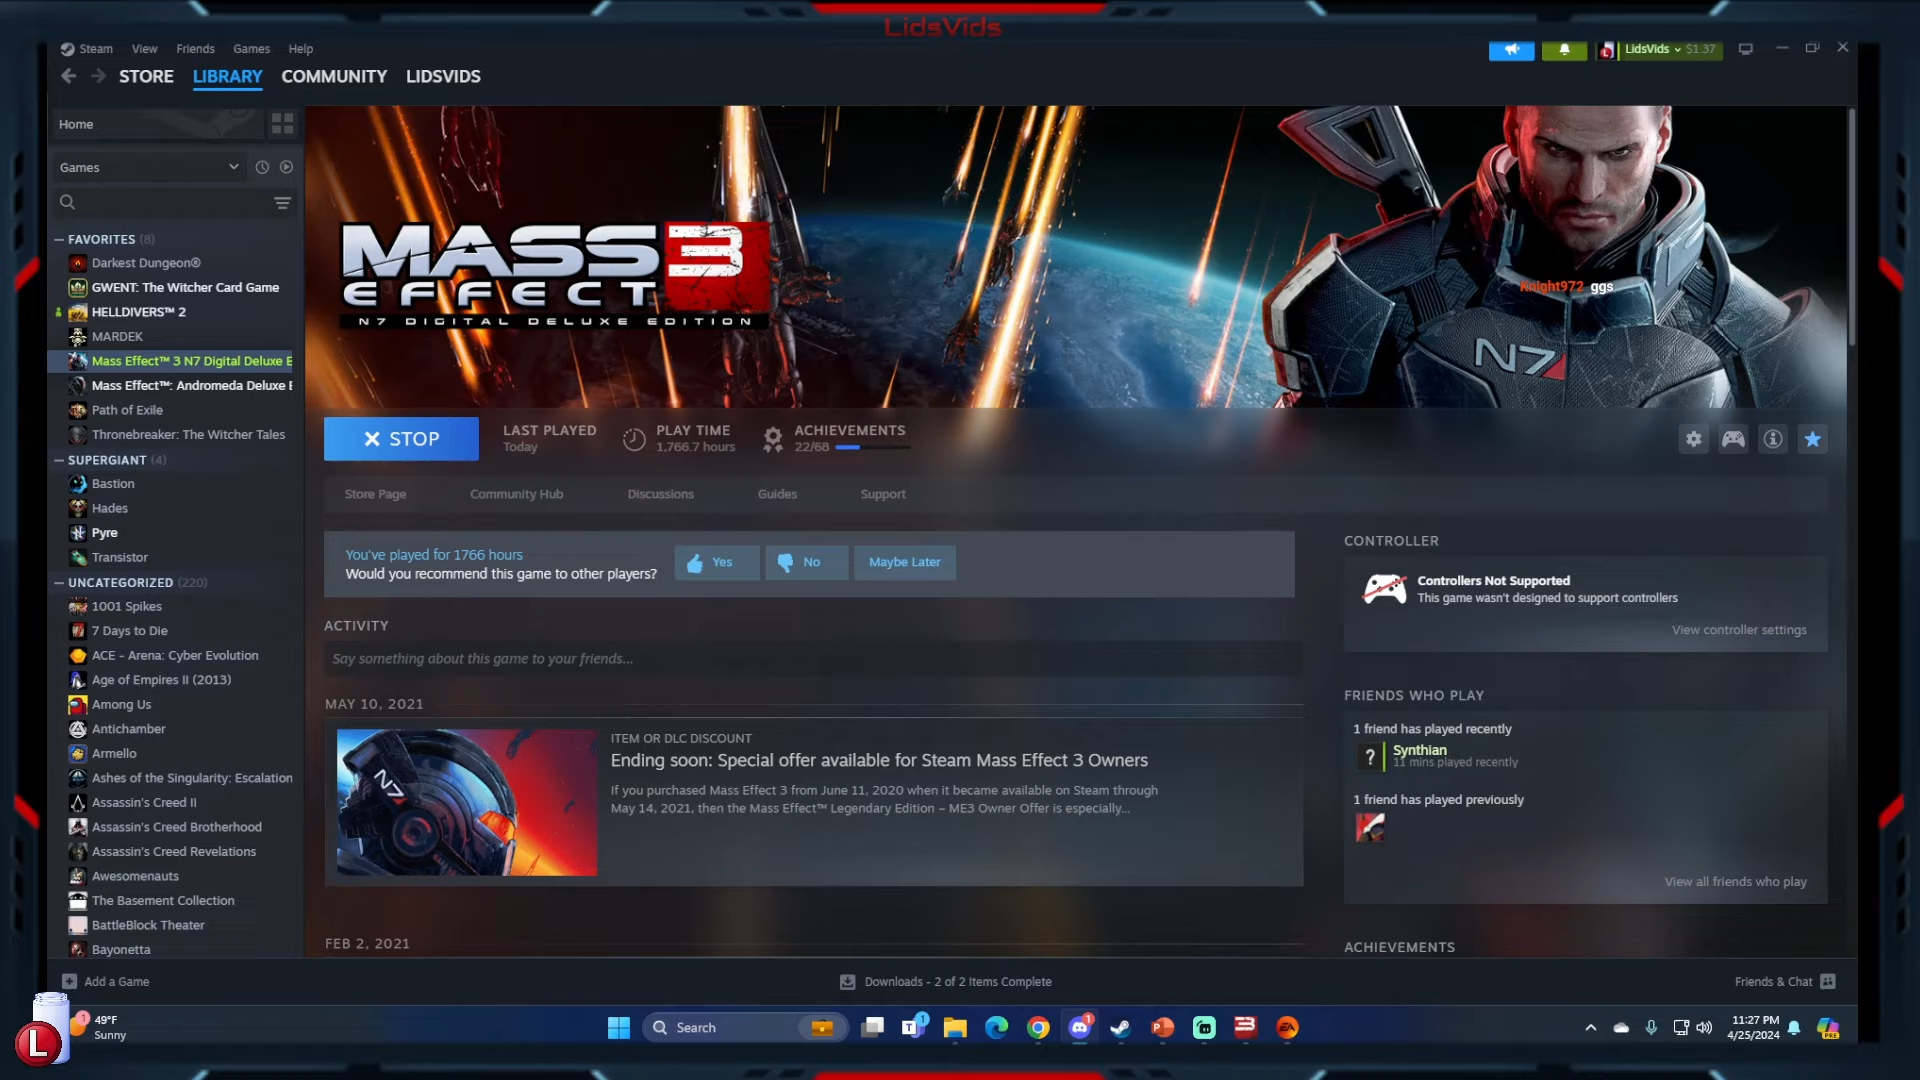 LidsVids
Steam View Friends Games Help
LidsVids $1.37
STORE LIBRARY COMMUNITY LIDSVIDS
Home
Games
FAVORITES (8)
Darkest Dungeon®
GWENT: The Witcher Card Game
HELLDIVERS™ 2
MARDEK
Mass Effect™ 3 N7 Digital Deluxe E
Mass Effect™: Andromeda Deluxe E
Path of Exile
Thronebreaker: The Witcher Tales
SUPERGIANT (4)
Bastion
Hades
Pyre
Transistor
UNCATEGORIZED (220)
1001 Spikes
7 Days to Die
ACE - Arena: Cyber Evolution
Age of Empires II (2013)
Among Us
Antichamber
Armello
Ashes of the Singularity: Escalation
Assassin's Creed II
Assassin's Creed Brotherhood
Assassin's Creed Revelations
Awesomenauts
The Basement Collection
BattleBlock Theater
Bayonetta
MASS 3
EFFECT
N7 DIGITAL DELUXE EDITION
Knight972 ggs
N7
STOP
LAST PLAYED
Today
PLAY TIME
1,766.7 hours
ACHIEVEMENTS
22/68
Store Page Community Hub Discussions Guides Support
You've played for 1766 hours
Would you recommend this game to other players?
Yes No Maybe Later
ACTIVITY
Say something about this game to your friends...
MAY 10, 2021
N7
ITEM OR DLC DISCOUNT
Ending soon: Special offer available for Steam Mass Effect 3 Owners
If you purchased Mass Effect 3 from June 11, 2020 when it became available on Steam through
May 14, 2021, then the Mass Effect™ Legendary Edition – ME3 Owner Offer is especially...
FEB 2, 2021
CONTROLLER
Controllers Not Supported
This game wasn't designed to support controllers
View controller settings
FRIENDS WHO PLAY
1 friend has played recently
Synthian
11 mins played recently
1 friend has played previously
View all friends who play
ACHIEVEMENTS
Add a Game
Downloads - 2 of 2 Items Complete
Friends & Chat
L
1
49°F
Sunny
Search
1
1
11:27 PM
4/25/2024